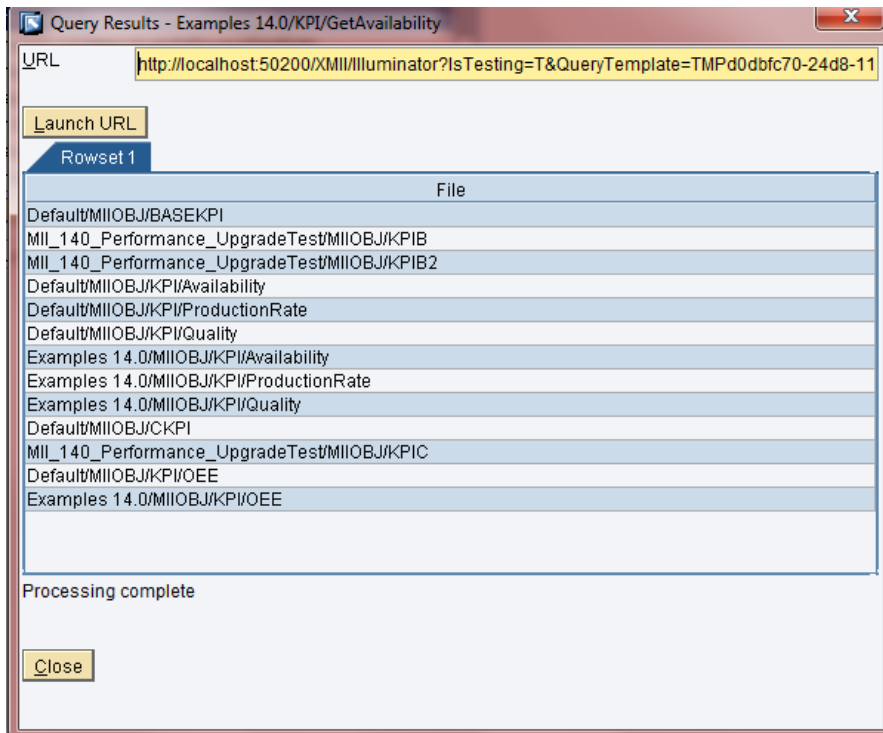 Query Results - Examples 14.0/KPI/GetAvailability
URL http://localhost:50200/XMII/Illuminator?IsTesting=T&QueryTemplate=TMPd0dbfc70-24d8-11
Launch URL
Rowset 1
File
Default/MIIOBJ/BASEKPI
MII_140_Performance_UpgradeTest/MIIOBJ/KPIB
MII_140_Performance_UpgradeTest/MIIOBJ/KPIB2
Default/MIIOBJ/KPI/Availability
Default/MIIOBJ/KPI/ProductionRate
Default/MIIOBJ/KPI/Quality
Examples 14.0/MIIOBJ/KPI/Availability
Examples 14.0/MIIOBJ/KPI/ProductionRate
Examples 14.0/MIIOBJ/KPI/Quality
Default/MIIOBJ/CKPI
MII_140_Performance_UpgradeTest/MIIOBJ/KPIC
Default/MIIOBJ/KPI/OEE
Examples 14.0/MIIOBJ/KPI/OEE
Processing complete
Close